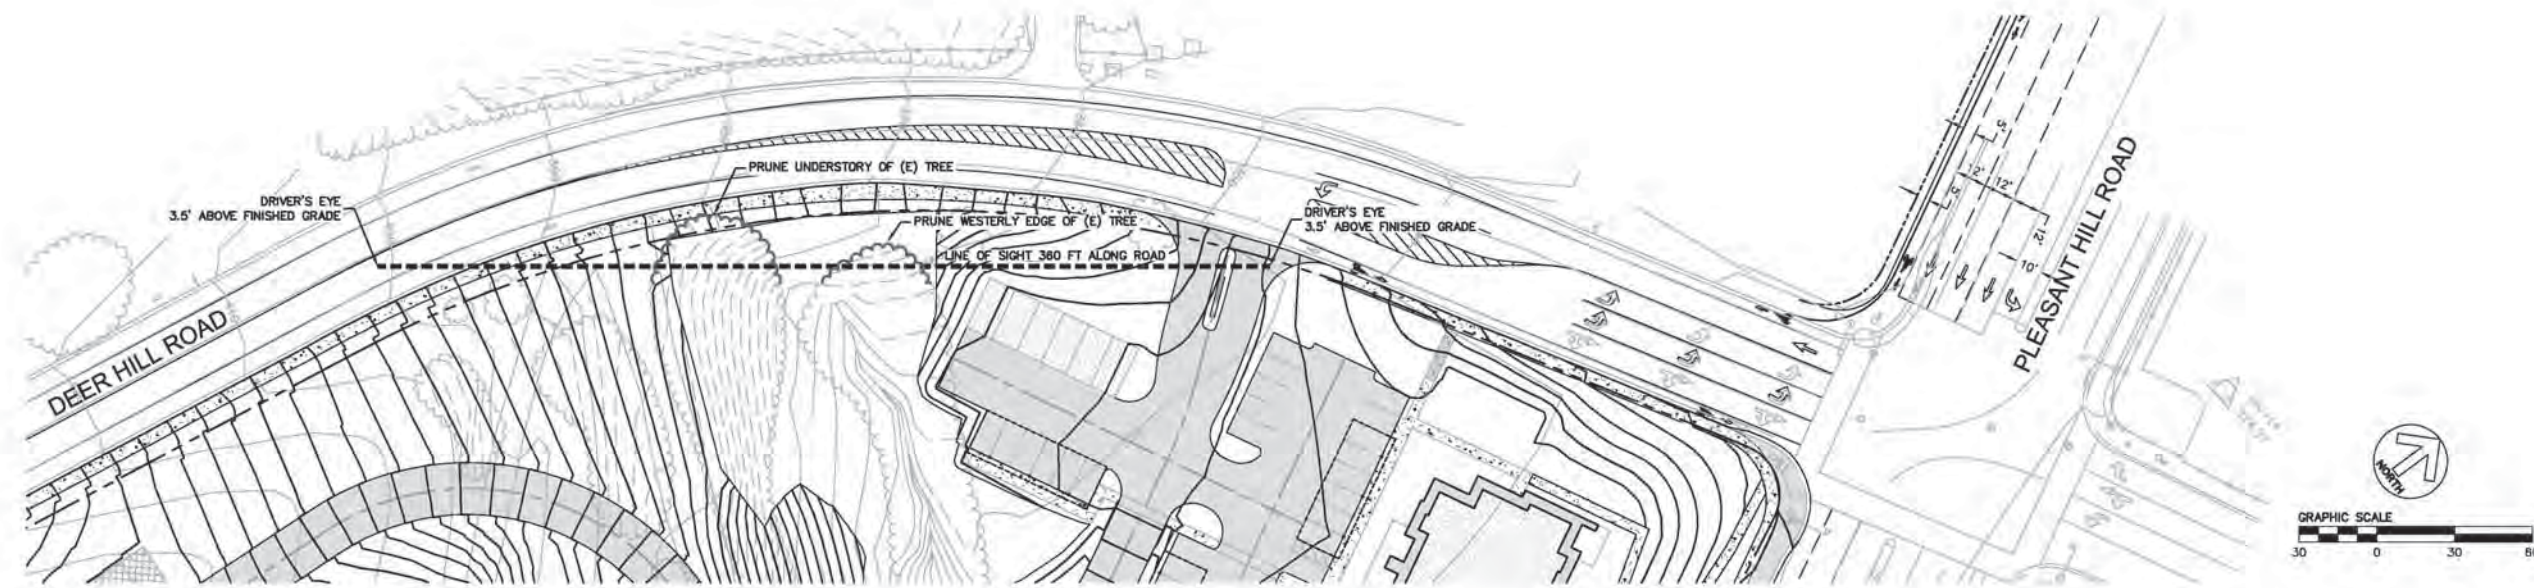 PRUNE UNDERSTORY OF (E) TREE
DRIVER'S EYE
3.5' ABOVE FINISHED GRADE
PRUNE WESTERLY EDGE OF (E) TREE
DRIVER'S EYE
3.5' ABOVE FINISHED GRADE
LINE OF SIGHT 360 FT ALONG ROAD
DEER HILL ROAD
PLEASANT HILL ROAD
5'
12'
12'
5'
12'
10'
NORTH
GRAPHIC SCALE
30 0 30 60